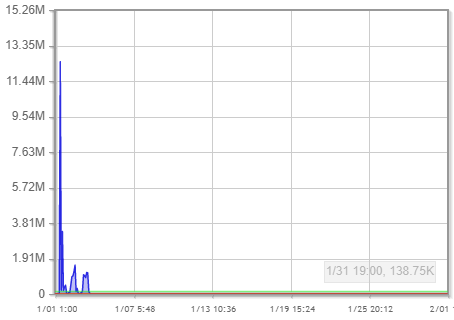 15.26M
13.35M
11.44M
9.54M
7.63M
5.72M
3.81M
1.91M
0
1/31 19:00, 138.75K
1/01 1:00 1/07 5:48 1/13 10:36 1/19 15:24 1/25 20:12 2/01